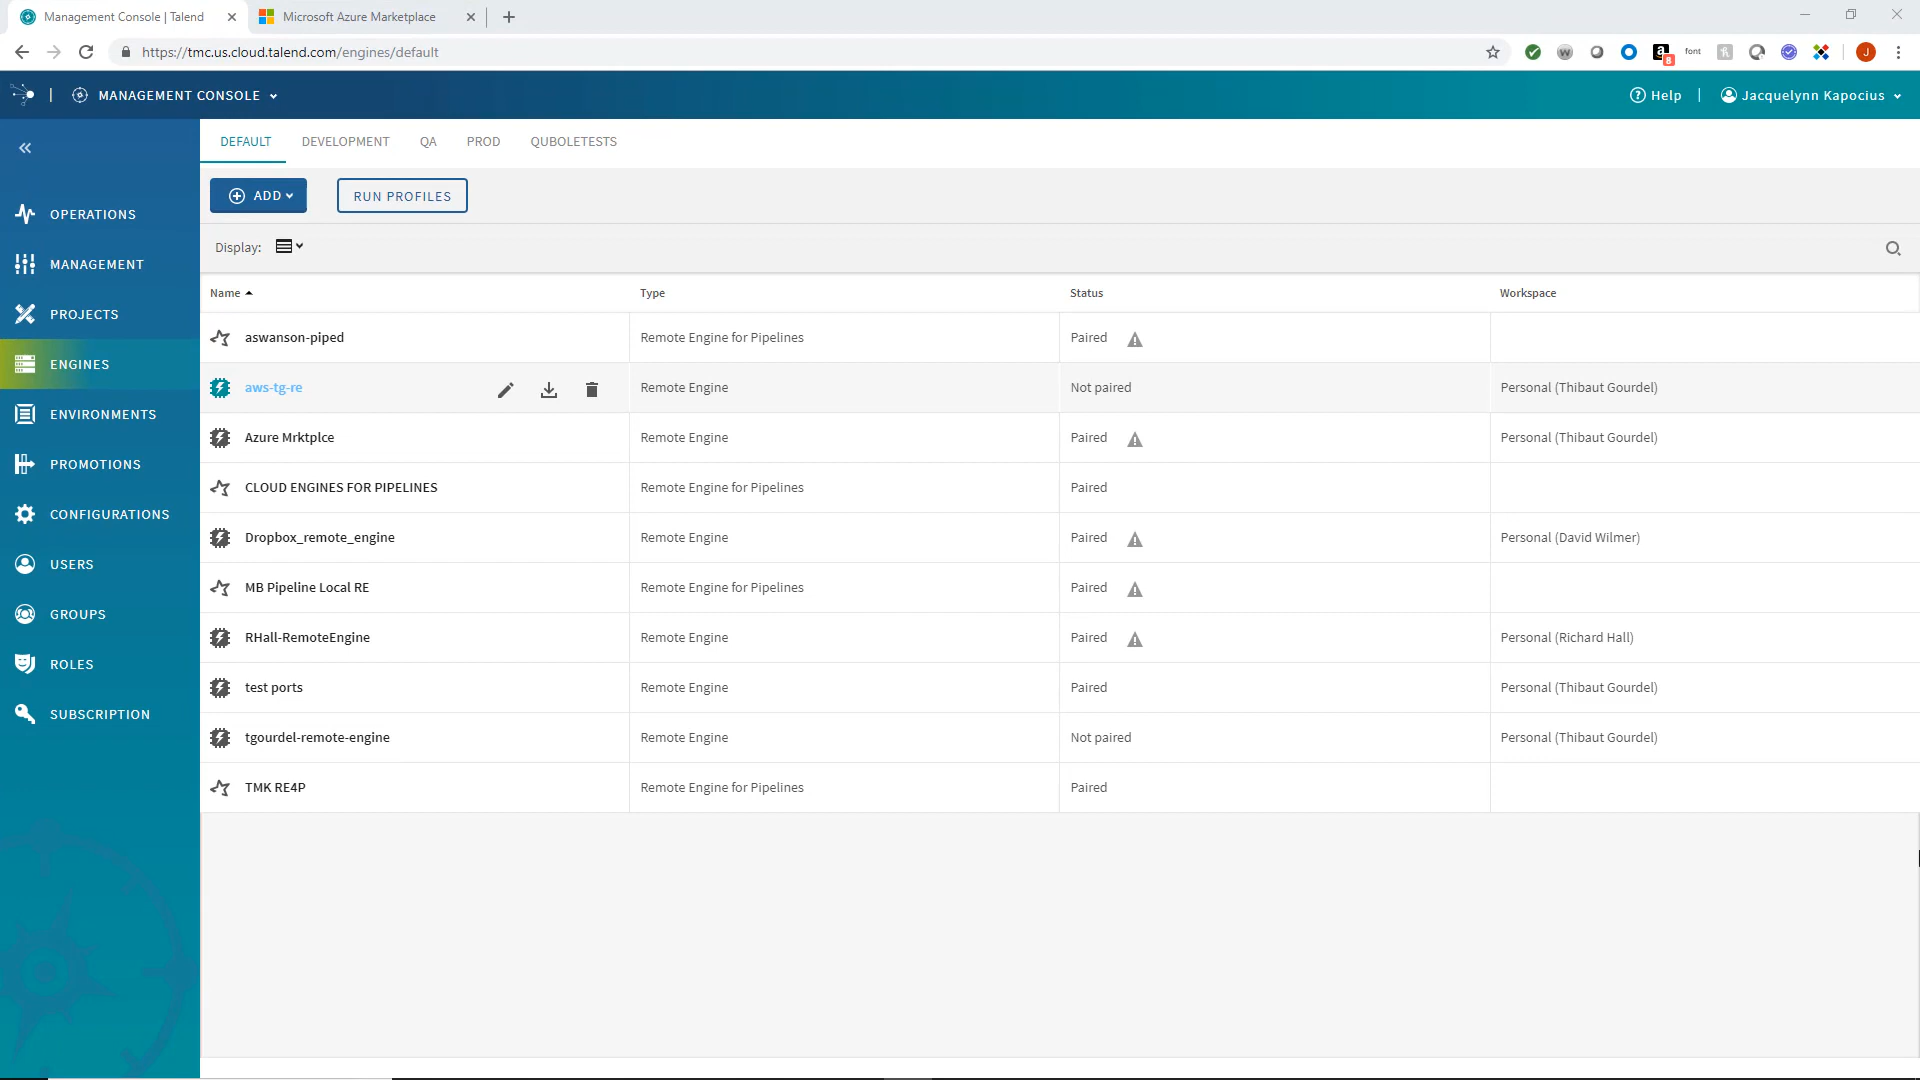 Management Console | Talend
Microsoft Azure Marketplace
https://tmc.us.cloud.talend.com/engines/default
font
a
8
J
MANAGEMENT CONSOLE
Help
Jacquelynn Kapocius
DEFAULT
DEVELOPMENT
QA
PROD
QUBOLETESTS
ADD
RUN PROFILES
Display:
OPERATIONS
MANAGEMENT
PROJECTS
ENGINES
ENVIRONMENTS
PROMOTIONS
CONFIGURATIONS
USERS
GROUPS
ROLES
SUBSCRIPTION
Name Type Status Workspace
aswanson-piped Remote Engine for Pipelines Paired
aws-tg-re Remote Engine Not paired Personal (Thibaut Gourdel)
Azure Mrktplce Remote Engine Paired Personal (Thibaut Gourdel)
CLOUD ENGINES FOR PIPELINES Remote Engine for Pipelines Paired
Dropbox_remote_engine Remote Engine Paired Personal (David Wilmer)
MB Pipeline Local RE Remote Engine for Pipelines Paired
RHall-RemoteEngine Remote Engine Paired Personal (Richard Hall)
test ports Remote Engine Paired Personal (Thibaut Gourdel)
tgourdel-remote-engine Remote Engine Not paired Personal (Thibaut Gourdel)
TMK RE4P Remote Engine for Pipelines Paired